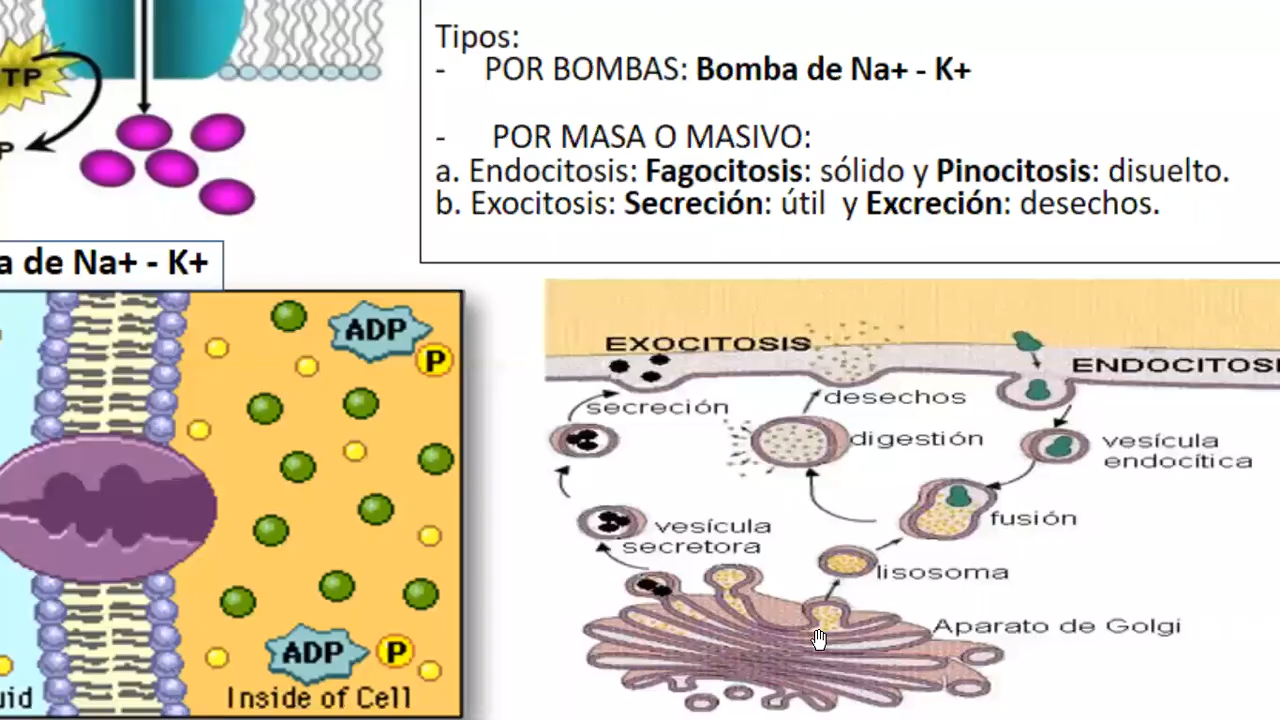 Tipos:
- POR BOMBAS: Bomba de Na+ - K+
- POR MASA O MASIVO:
a. Endocitosis: Fagocitosis: sólido y Pinocitosis: disuelto.
b. Exocitosis: Secreción: útil y Excreción: desechos.
TP
P
a de Na+ - K+
ADP
P
ADP
P
uid
Inside of Cell
EXOCITOSIS
ENDOCITOSI
secreción
desechos
digestión
vesícula
endocítica
fusión
vesícula
secretora
lisosoma
Aparato de Golgi